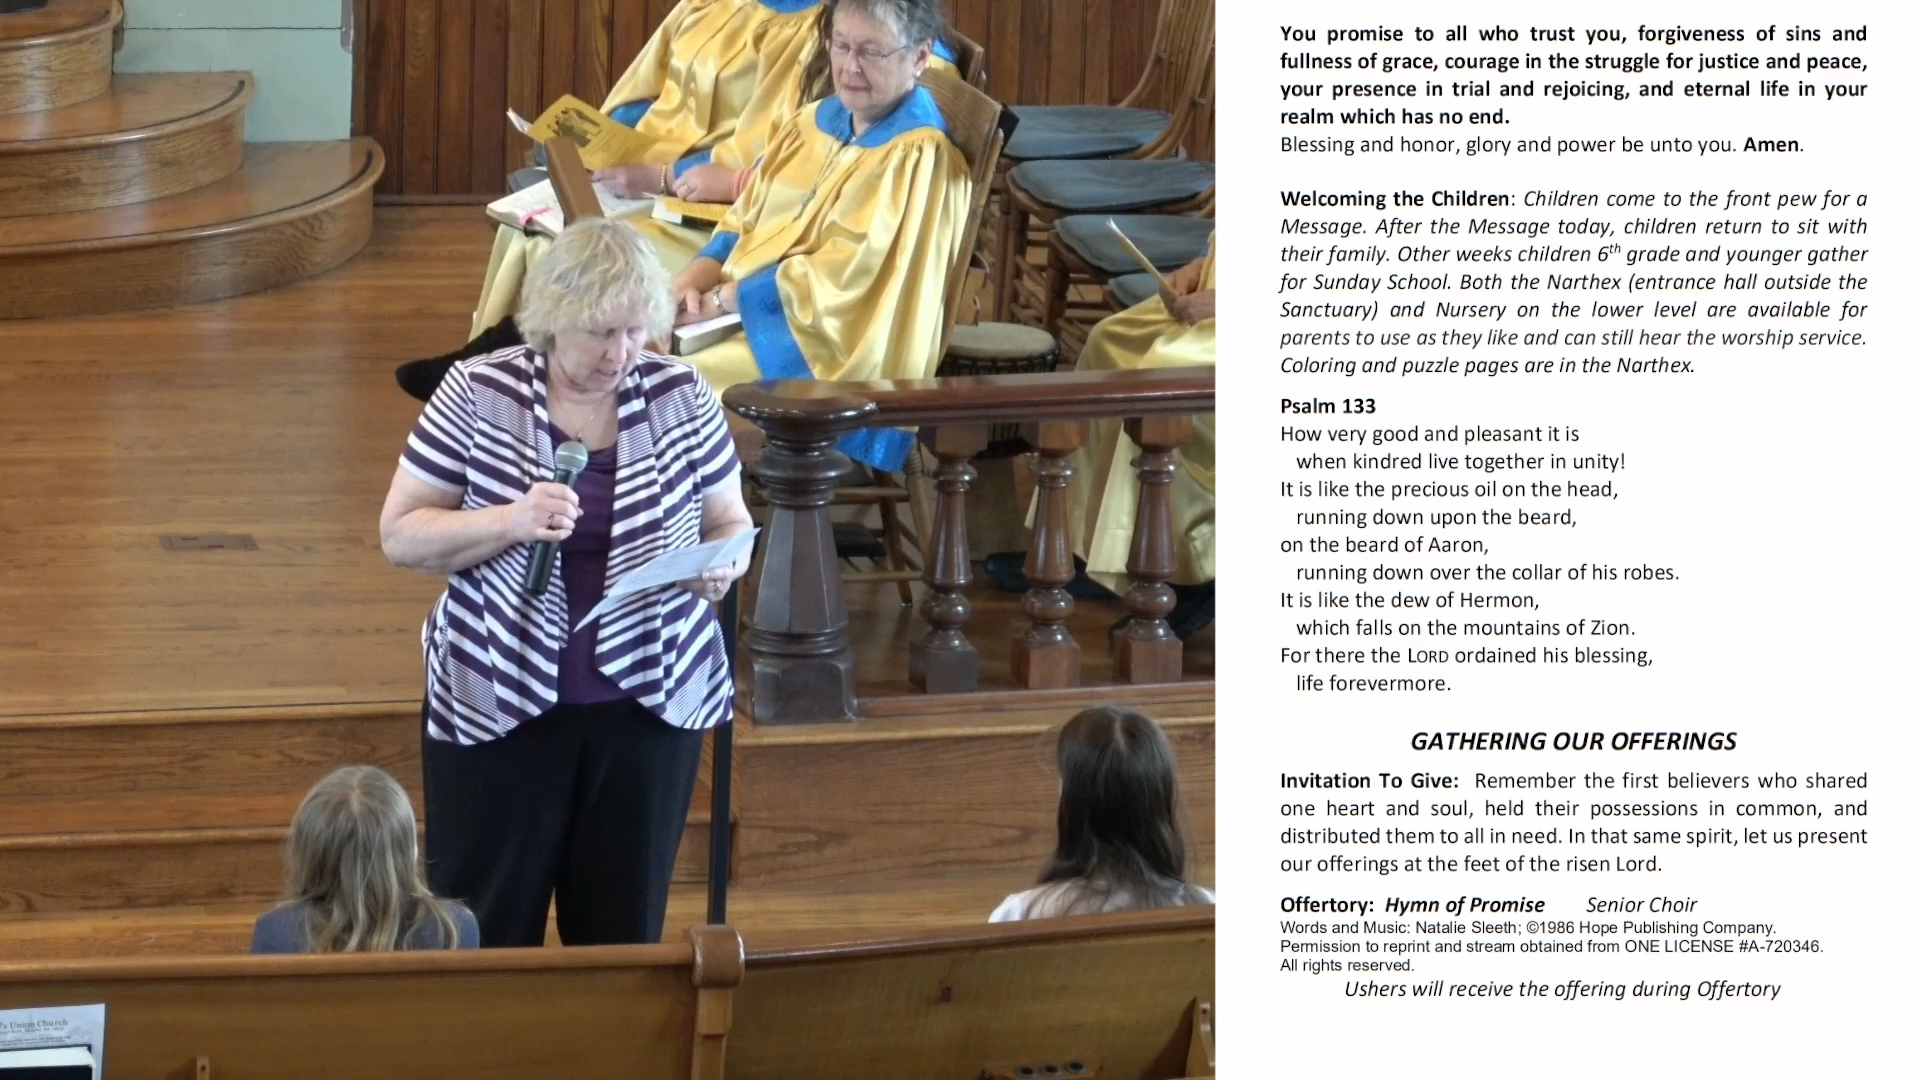 You promise to all who trust you, forgiveness of sins and
fullness of grace, courage in the struggle for justice and peace,
your presence in trial and rejoicing, and eternal life in your
realm which has no end.
Blessing and honor, glory and power be unto you. Amen.
Welcoming the Children: Children come to the front pew for a
Message. After the Message today, children return to sit with
their family. Other weeks children 6th grade and younger gather
for Sunday School. Both the Narthex (entrance hall outside the
Sanctuary) and Nursery on the lower level are available for
parents to use as they like and can still hear the worship service.
Coloring and puzzle pages are in the Narthex.
Psalm 133
How very good and pleasant it is
when kindred live together in unity!
It is like the precious oil on the head,
running down upon the beard,
on the beard of Aaron,
running down over the collar of his robes.
It is like the dew of Hermon,
which falls on the mountains of Zion.
For there the LORD ordained his blessing,
life forevermore.
GATHERING OUR OFFERINGS
Invitation To Give: Remember the first believers who shared
one heart and soul, held their possessions in common, and
distributed them to all in need. In that same spirit, let us present
our offerings at the feet of the risen Lord.
Offertory: Hymn of Promise Senior Choir
Words and Music: Natalie Sleeth; ©1986 Hope Publishing Company.
Permission to reprint and stream obtained from ONE LICENSE #A-720346.
All rights reserved.
Ushers will receive the offering during Offertory
Union Church